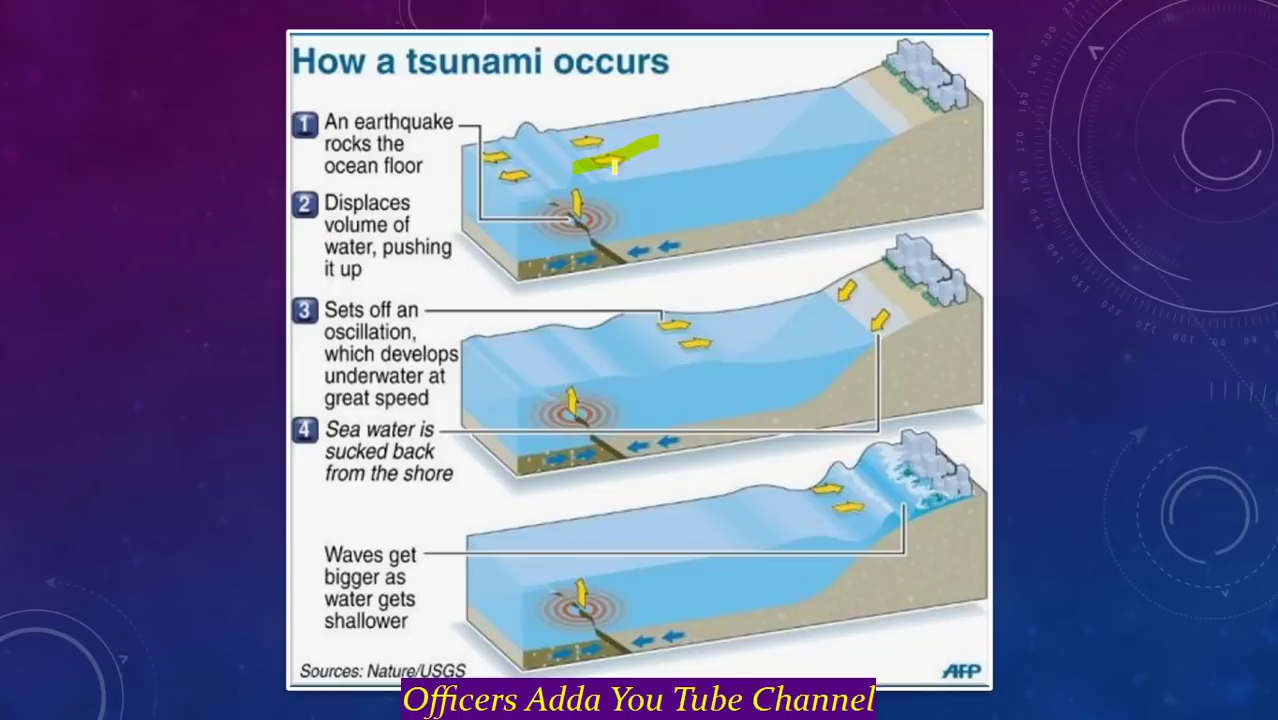 How a tsunami occurs
1 An earthquake
rocks the
ocean floor
2 Displaces
volume of
water, pushing
it up
3 Sets off an
oscillation,
which develops
underwater at
great speed
4 Sea water is
sucked back
from the shore
Waves get
bigger as
water gets
shallower
Sources: Nature/USGS
AFP
Officers Adda You Tube Channel